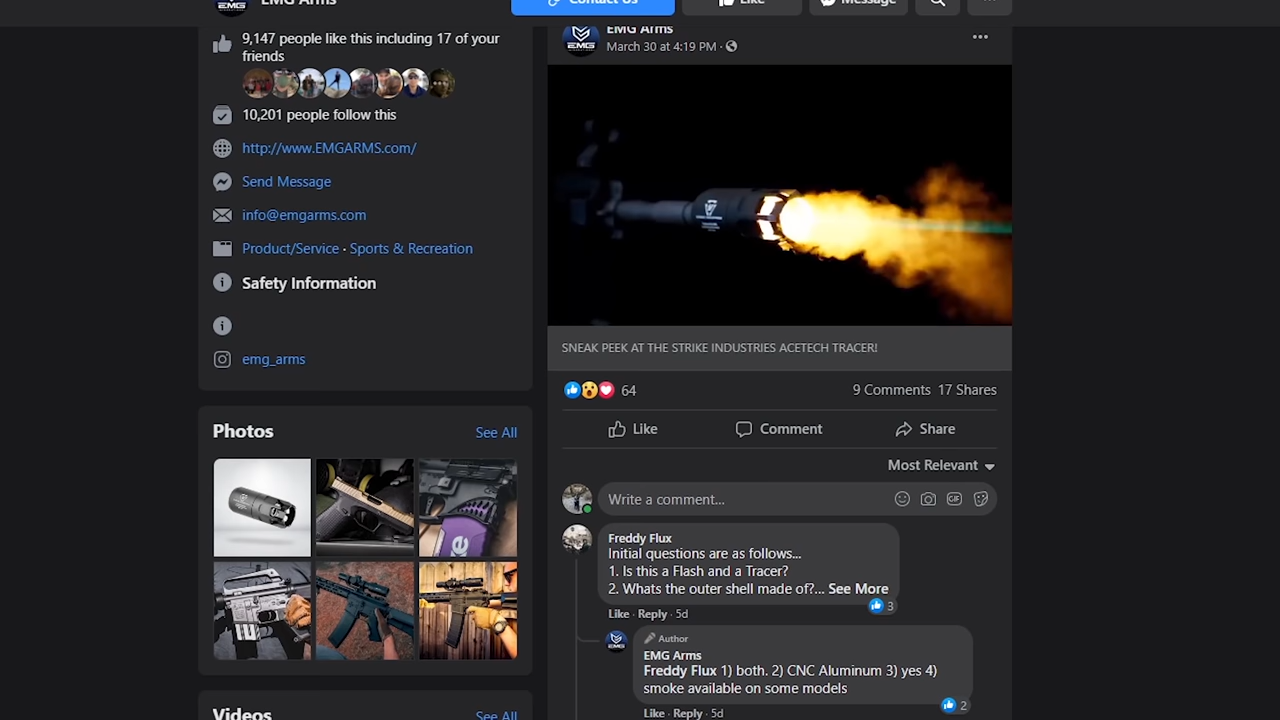 EMG Arms
Contact Us
Like
Message
9,147 people like this including 17 of your
friends
10,201 people follow this
http://www.EMGARMS.com/
Send Message
info@emgarms.com
Product/Service · Sports & Recreation
Safety Information
emg_arms
Photos
See All
Videos
See All
EMG Arms
March 30 at 4:19 PM ·
SNEAK PEEK AT THE STRIKE INDUSTRIES ACETECH TRACER!
64
9 Comments 17 Shares
Like
Comment
Share
Most Relevant
Write a comment...
GIF
Freddy Flux
Initial questions are as follows...
1. Is this a Flash and a Tracer?
2. Whats the outer shell made of?... See More
3
Like · Reply · 5d
Author
EMG Arms
Freddy Flux 1) both. 2) CNC Aluminum 3) yes 4)
smoke available on some models
2
Like · Reply · 5d